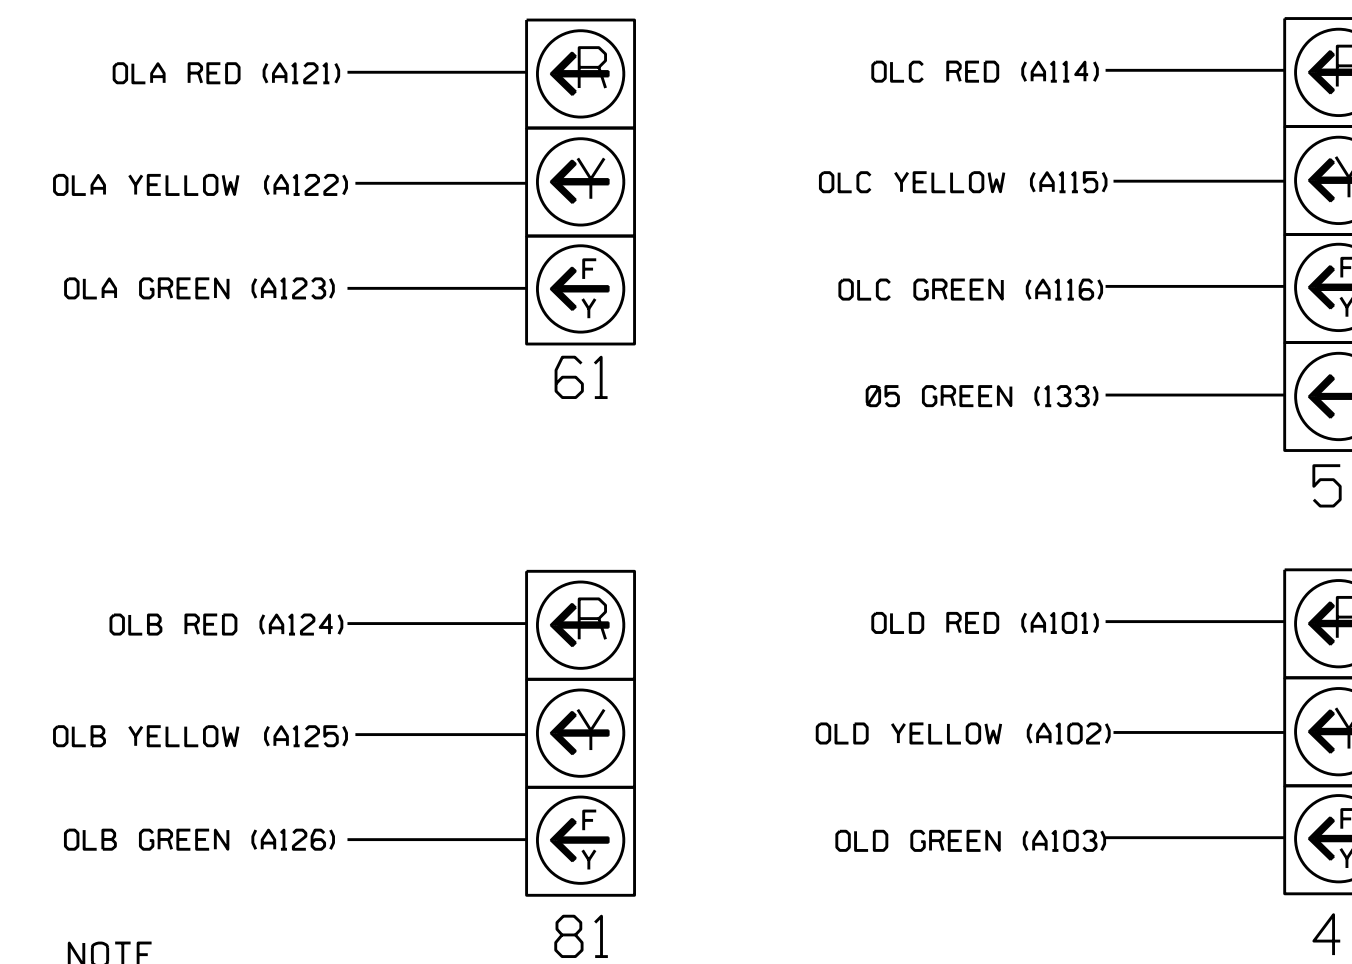 OLA RED (A121)
R
OLA YELLOW (A122)
Y
OLA GREEN (A123)
F
Y
61
OLC RED (A114)
OLC YELLOW (A115)
OLC GREEN (A116)
F
Y
Ø5 GREEN (133)
5
OLB RED (A124)
R
OLB YELLOW (A125)
Y
OLB GREEN (A126)
F
Y
81
OLD RED (A101)
OLD YELLOW (A102)
OLD GREEN (A103)
F
Y
4
NOTE